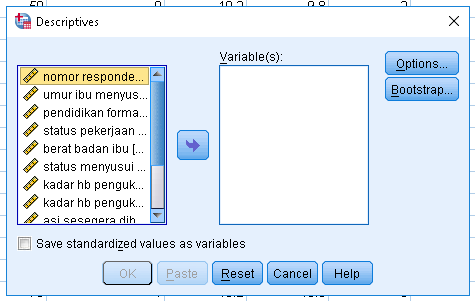 Descriptives
Variable(s):
nomor responde...
umur ibu menyus...
pendidikan forma...
status pekerjaan ...
berat badan ibu [...
status menyusui ...
kadar hb penguk...
kadar hb penguk...
asi sesegera dib...
Options...
Bootstrap...
Save standardized values as variables
OK
Paste
Reset
Cancel
Help